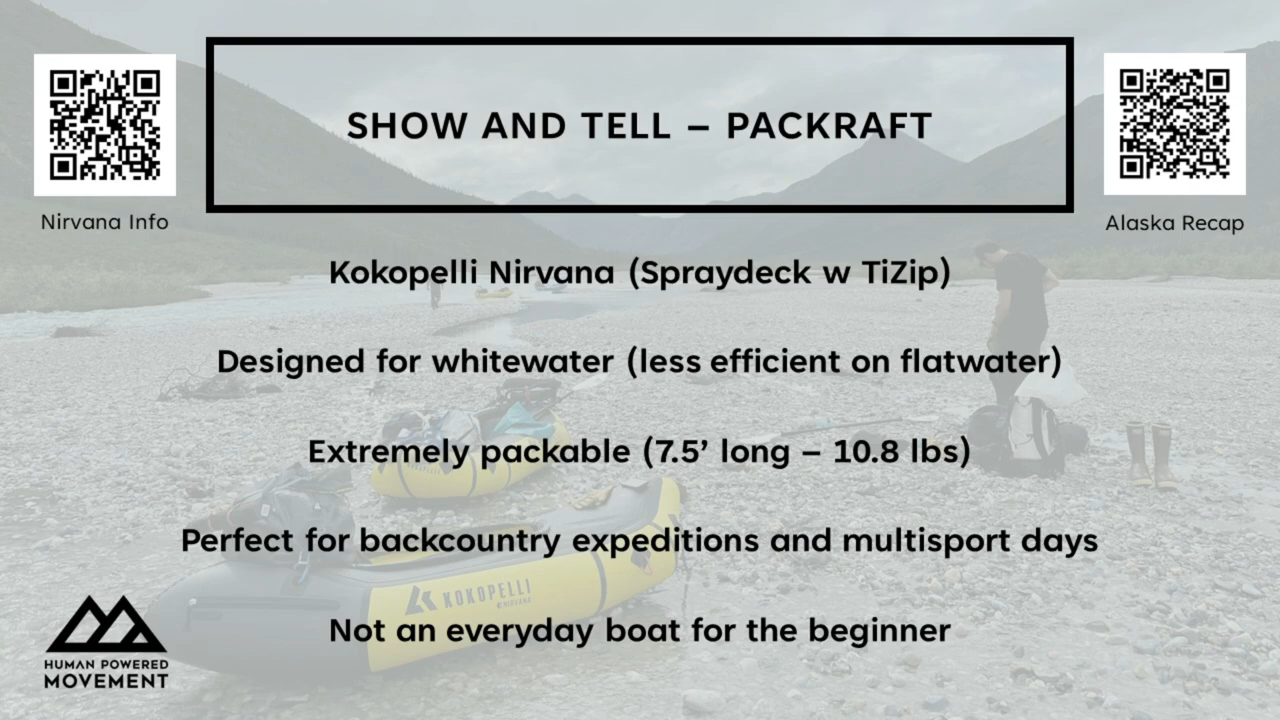 SHOW AND TELL – PACKRAFT
Nirvana Info
Alaska Recap
Kokopelli Nirvana (Spraydeck w TiZip)
Designed for whitewater (less efficient on flatwater)
Extremely packable (7.5’ long – 10.8 lbs)
Perfect for backcountry expeditions and multisport days
KOKOPELLI
NIRVANA
Not an everyday boat for the beginner
HUMAN POWERED
MOVEMENT